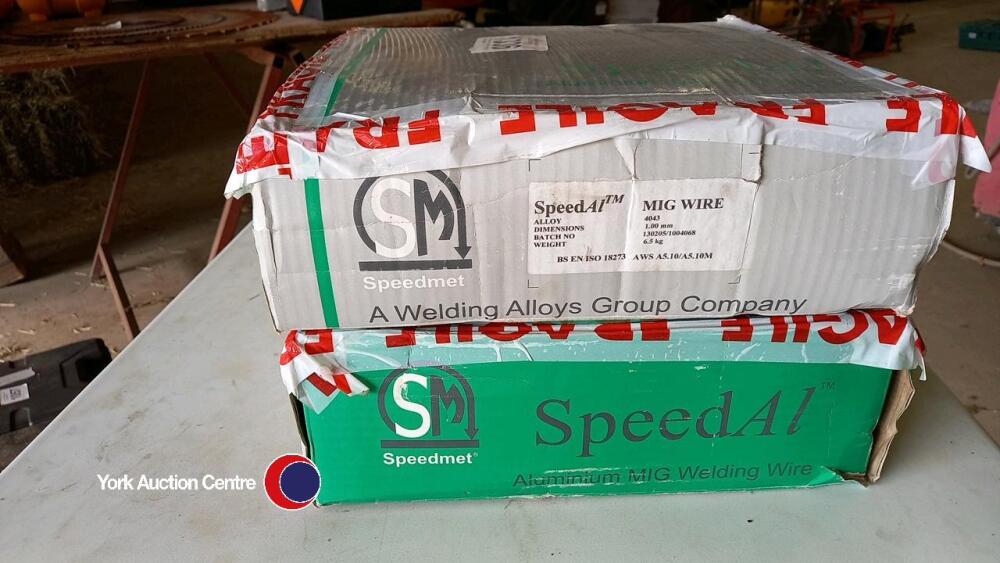 FRAGILE FRAGILE
SM
Speedmet
SpeedAl™ MIG WIRE
ALLOY 4043
DIMENSIONS 1.00 mm
BATCH NO 130205/1004068
WEIGHT 6.5 kg
BS EN ISO 18273 AWS A5.10/A5.10M
A Welding Alloys Group Company
SM
Speedmet®
SpeedAl™
Aluminium MIG Welding Wire
York Auction Centre